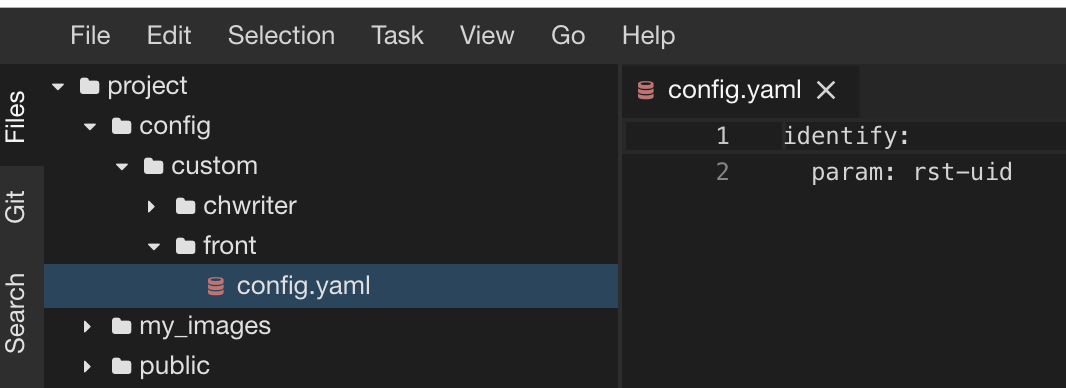 File Edit Selection Task View Go Help
Files
Git
Search
project
config
custom
chwriter
front
config.yaml
my_images
public
config.yaml
1 identify:
2 param: rst-uid